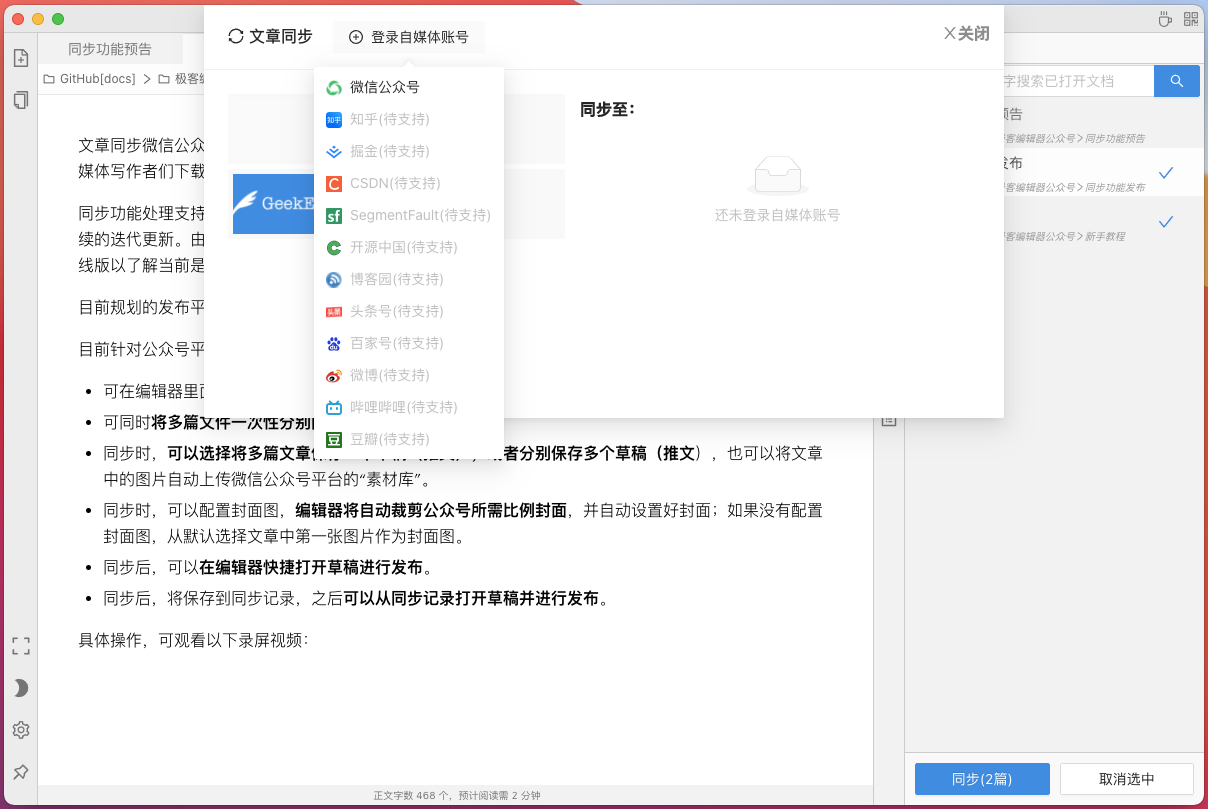 文章同步
登录自媒体账号
关闭
同步功能预告
GitHub[docs]
微信公众号
知乎(待支持)
掘金(待支持)
CSDN(待支持)
SegmentFault(待支持)
开源中国(待支持)
博客园(待支持)
头条号(待支持)
百家号(待支持)
微博(待支持)
哔哩哔哩(待支持)
豆瓣(待支持)
同步至：
还未登录自媒体账号
字搜索已打开文档
预告
客编辑器公众号 > 同步功能预告
发布
客编辑器公众号 > 同步功能发布
客编辑器公众号 > 新手教程
文章同步微信公众
媒体写作者们下载
同步功能处理支持
续的迭代更新。由
线版以了解当前是
目前规划的发布平
目前针对公众号平
可在编辑器里
可同时将多篇文件一次性分别
同步时，可以选择将多篇文章
者分别保存多个草稿（推文），也可以将文章
中的图片自动上传微信公众号平台的“素材库”。
同步时，可以配置封面图，编辑器将自动裁剪公众号所需比例封面，并自动设置好封面；如果没有配置
封面图，从默认选择文章中第一张图片作为封面图。
同步后，可以在编辑器快捷打开草稿进行发布。
同步后，将保存到同步记录，之后可以从同步记录打开草稿并进行发布。
具体操作，可观看以下录屏视频：
正文字数 468 个，预计阅读需 2 分钟
同步(2篇)
取消选中